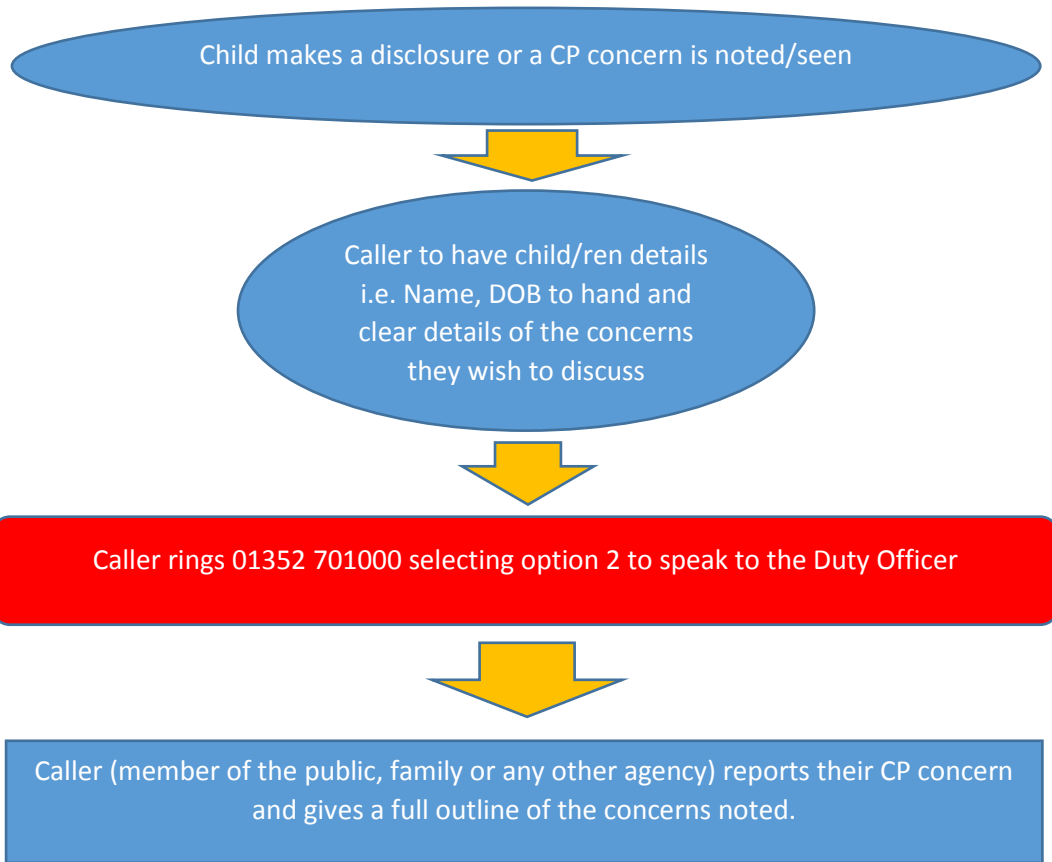 Child makes a disclosure or a CP concern is noted/seen
Caller to have child/ren details
i.e. Name, DOB to hand and
clear details of the concerns
they wish to discuss
Caller rings 01352 701000 selecting option 2 to speak to the Duty Officer
Caller (member of the public, family or any other agency) reports their CP concern
and gives a full outline of the concerns noted.